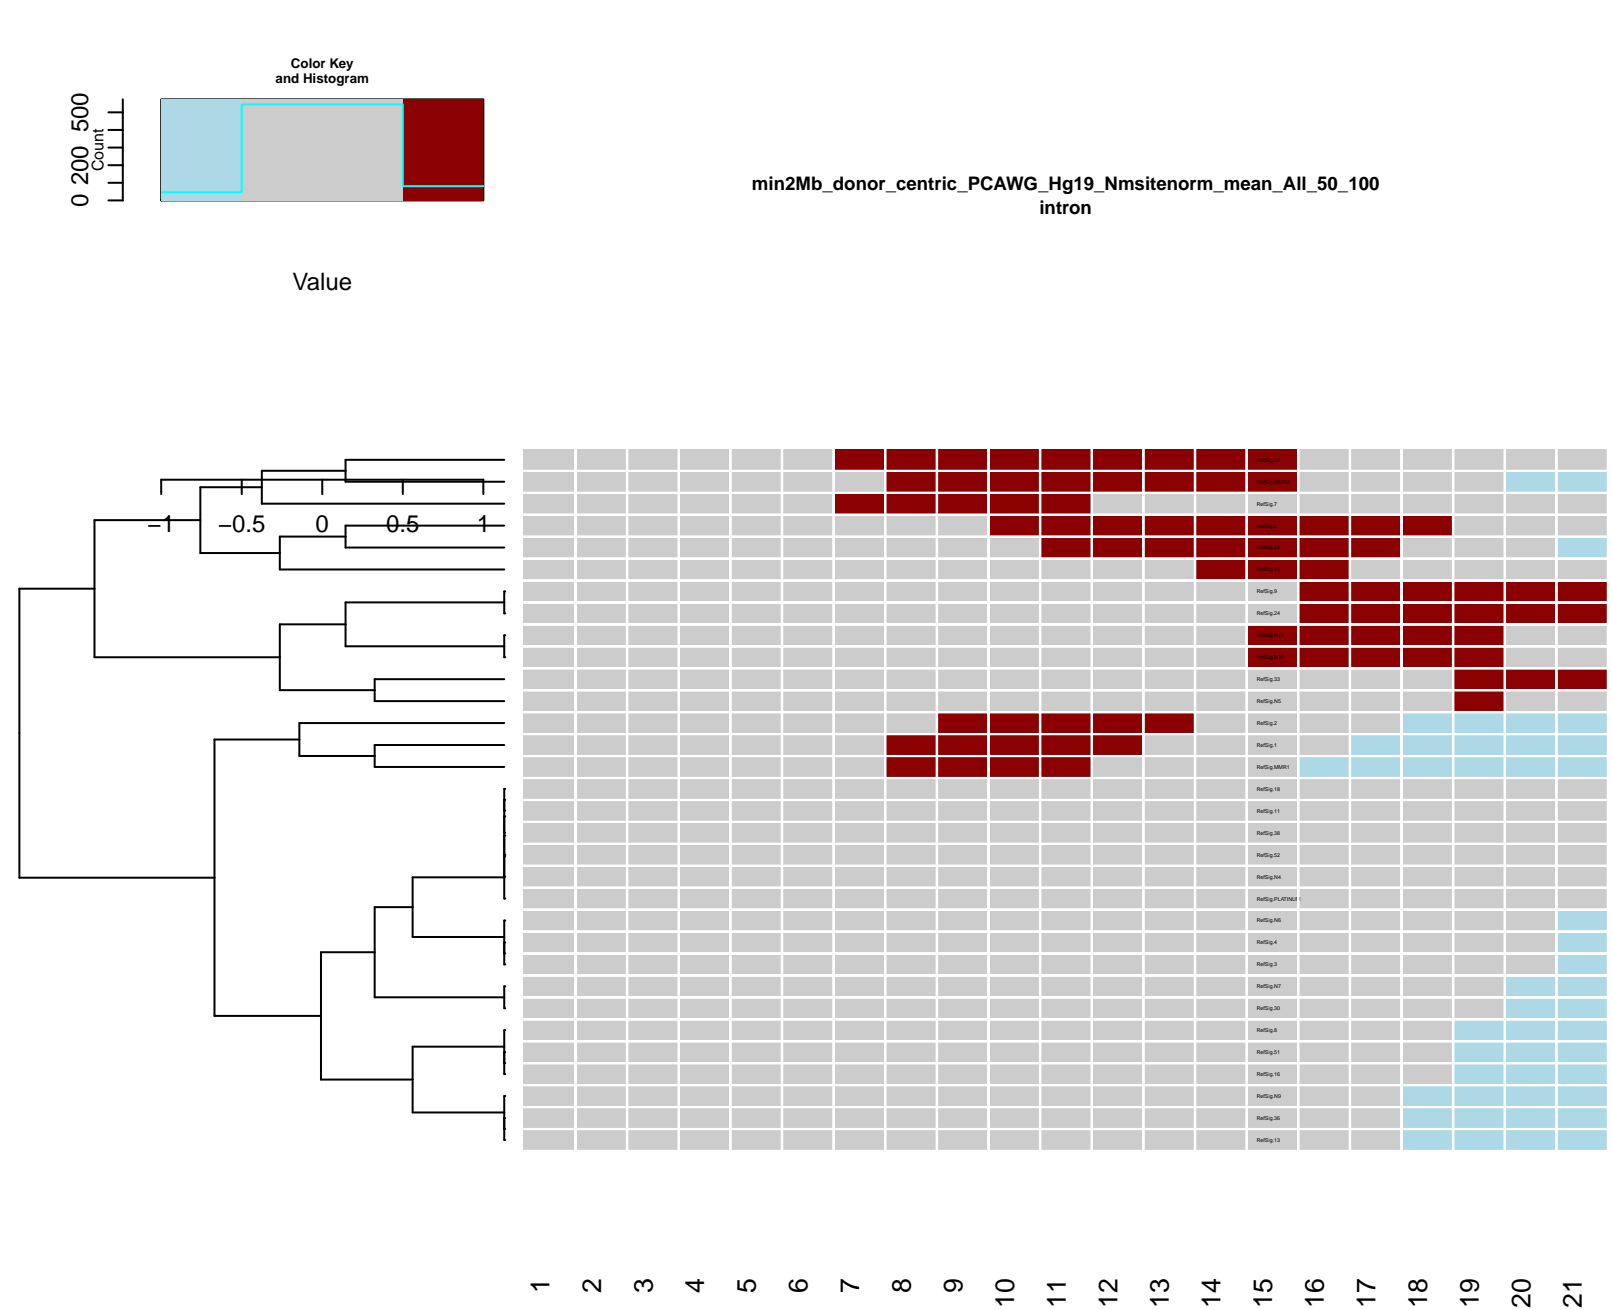 Color Key
and Histogram
0 200 500
Count
Value
min2Mb_donor_centric_PCAWG_Hg19_Nmsitenorm_mean_All_50_100
intron
−1 −0.5 0 0.5 1
RefSig.7
RefSig.9
RefSig.24
RefSig.33
RefSig.N5
RefSig.2
RefSig.1
RefSig.MMR1
RefSig.18
RefSig.11
RefSig.38
RefSig.52
RefSig.N4
RefSig.PLATINUM
RefSig.N6
RefSig.4
RefSig.3
RefSig.N7
RefSig.30
RefSig.8
RefSig.51
RefSig.16
RefSig.N9
RefSig.36
RefSig.13
1 2 3 4 5 6 7 8 9 10 11 12 13 14 15 16 17 18 19 20 21